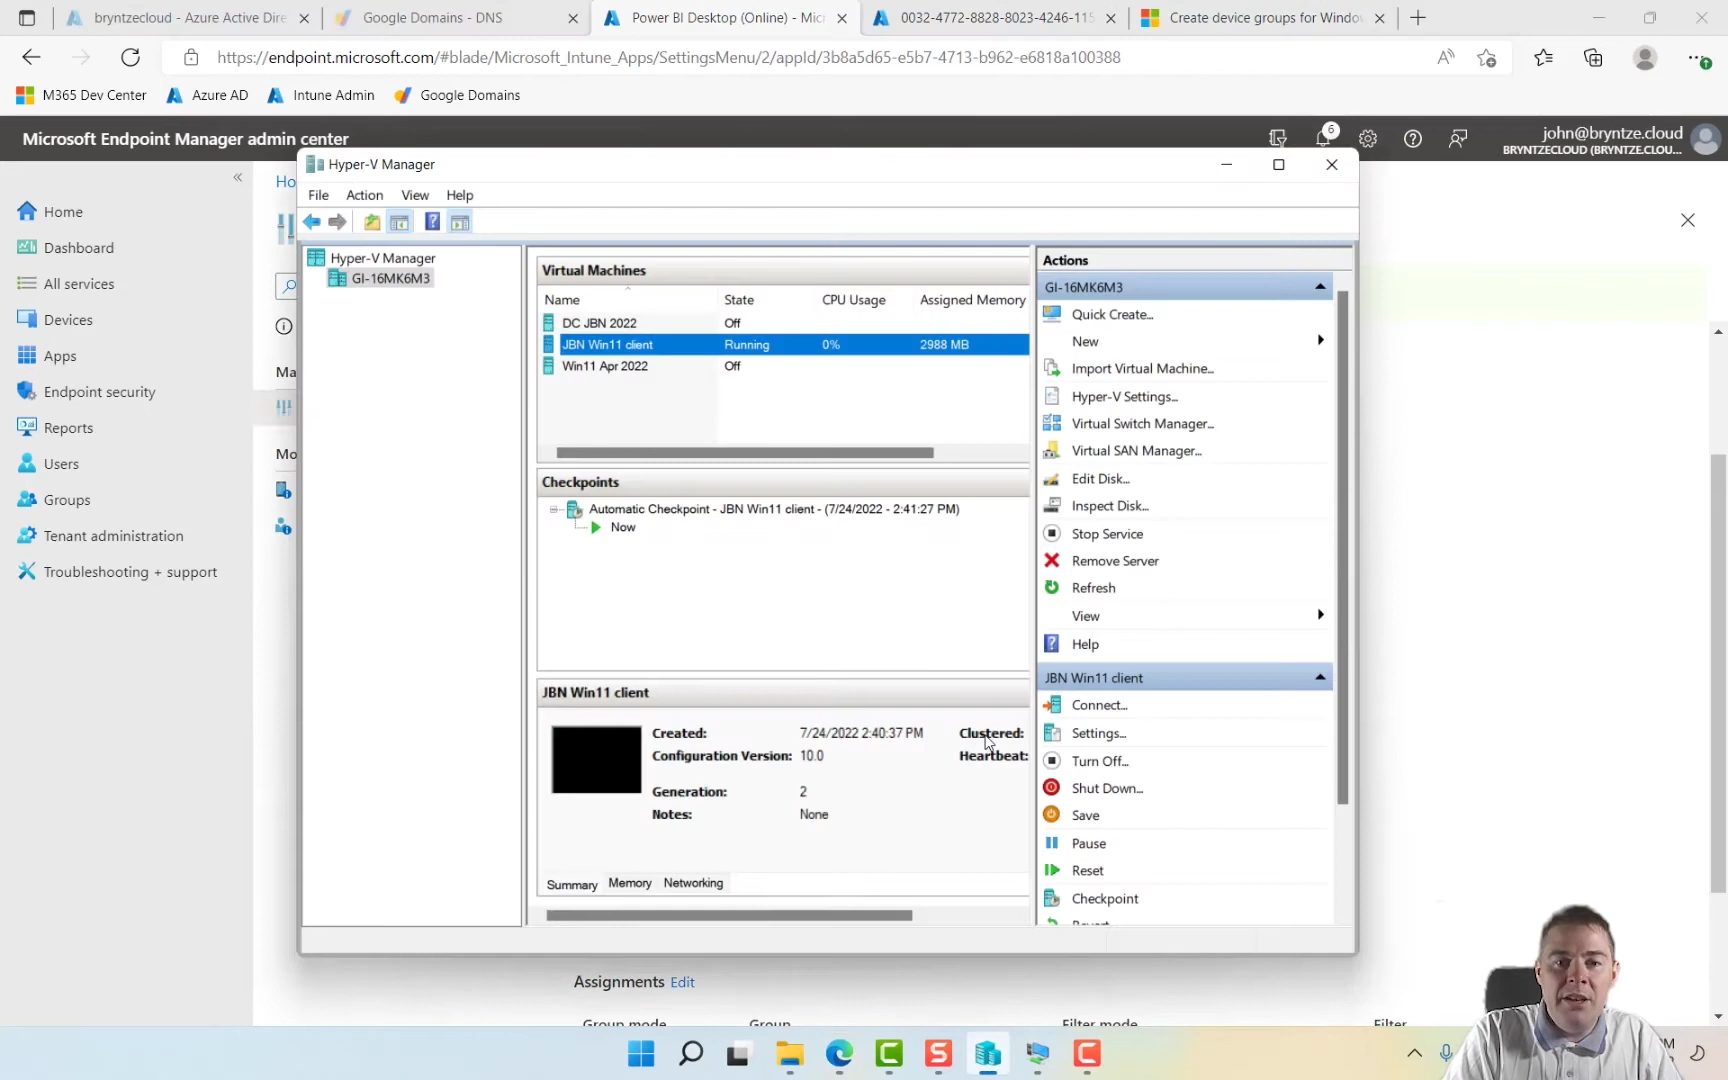 bryntzecloud - Azure Active Dire
Google Domains - DNS
Power BI Desktop (Online) - Micr
0032-4772-8828-8023-4246-115
Create device groups for Windo
https://endpoint.microsoft.com/#blade/Microsoft_Intune_Apps/SettingsMenu/2/appId/3b8a5d65-e5b7-4713-b962-e6818a100388
M365 Dev Center
Azure AD
Intune Admin
Google Domains
Microsoft Endpoint Manager admin center
6
john@bryntze.cloud
BRYNTZECLOUD (BRYNTZE.CLOU...
Home
Dashboard
All services
Devices
Apps
Endpoint security
Reports
Users
Groups
Tenant administration
Troubleshooting + support
Ho
Ma
Mo
Hyper-V Manager
File
Action
View
Help
Hyper-V Manager
GI-16MK6M3
Virtual Machines
Name State CPU Usage Assigned Memory
DC JBN 2022 Off
JBN Win11 client Running 0% 2988 MB
Win11 Apr 2022 Off
Checkpoints
Automatic Checkpoint - JBN Win11 client - (7/24/2022 - 2:41:27 PM)
Now
JBN Win11 client
Created: 7/24/2022 2:40:37 PM Clustered:
Configuration Version: 10.0 Heartbeat:
Generation: 2
Notes: None
Summary Memory Networking
Actions
GI-16MK6M3
Quick Create...
New
Import Virtual Machine...
Hyper-V Settings...
Virtual Switch Manager...
Virtual SAN Manager...
Edit Disk...
Inspect Disk...
Stop Service
Remove Server
Refresh
View
Help
JBN Win11 client
Connect...
Settings...
Turn Off...
Shut Down...
Save
Pause
Reset
Checkpoint
Revert
Assignments Edit
Group mode Group Filter mode Filter